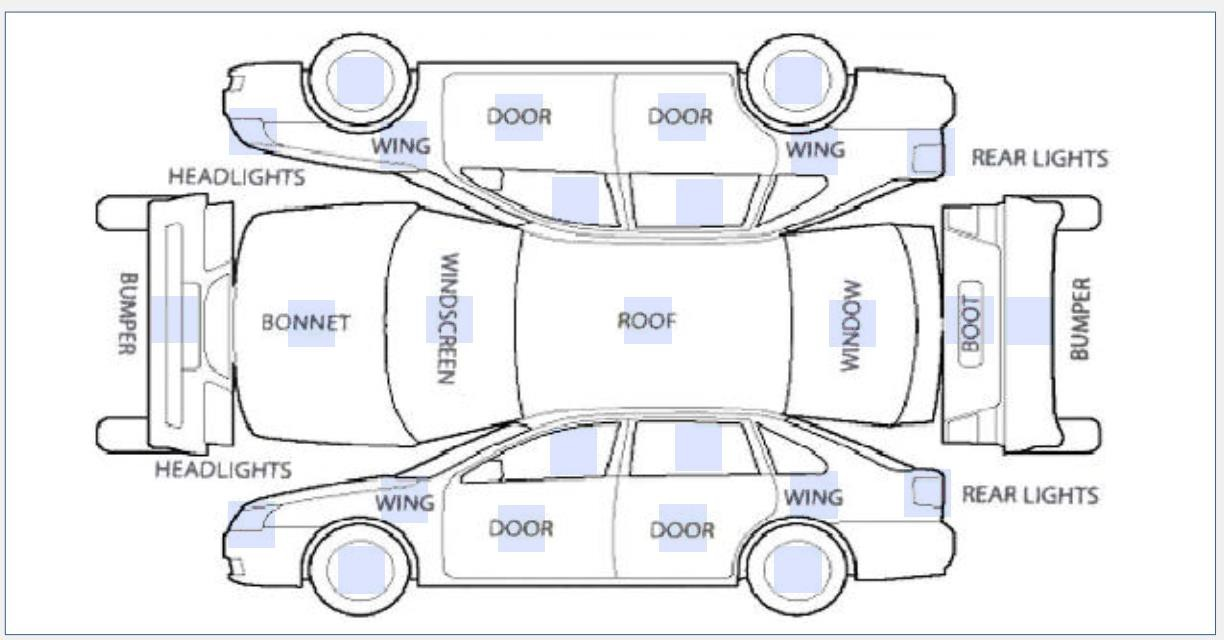 DOOR
DOOR
WING
WING
REAR LIGHTS
HEADLIGHTS
BUMPER
BONNET
WINDSCREEN
ROOF
WINDOW
BOOT
BUMPER
HEADLIGHTS
WING
WING
REAR LIGHTS
DOOR
DOOR